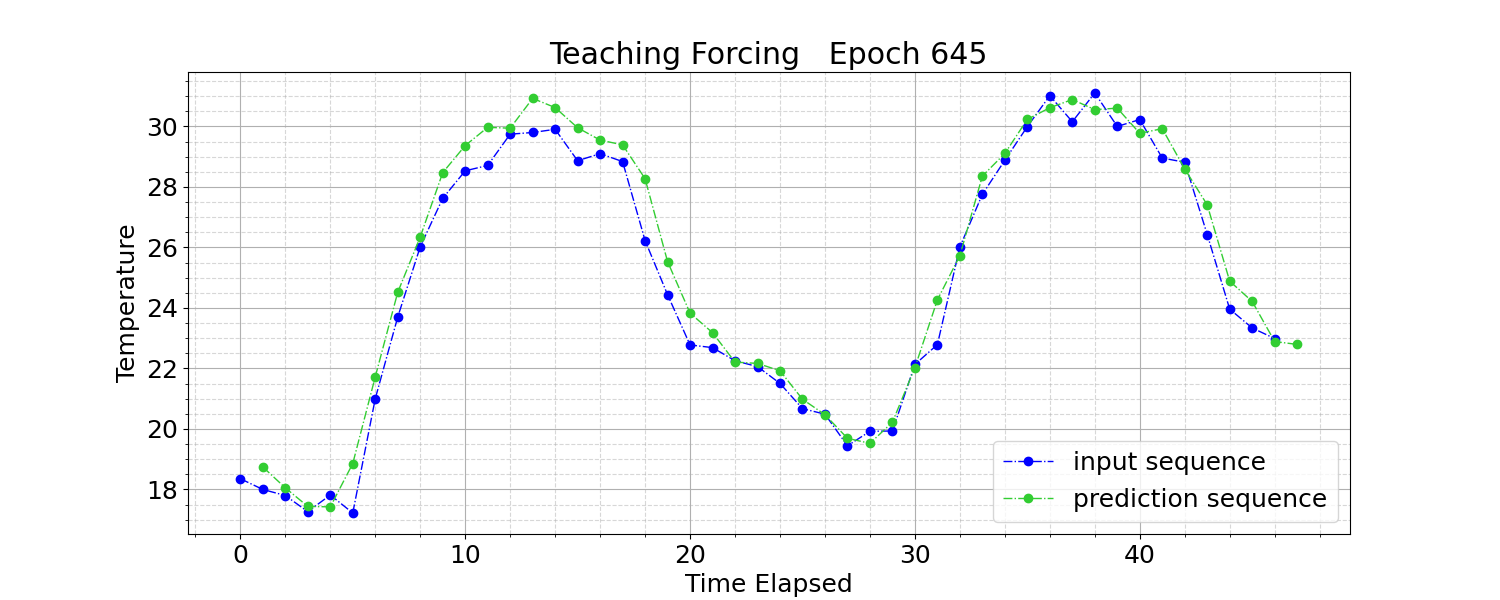 Teaching Forcing   Epoch 645
Temperature
30
28
26
24
22
20
18
input sequence
prediction sequence
0 10 20 30 40
Time Elapsed